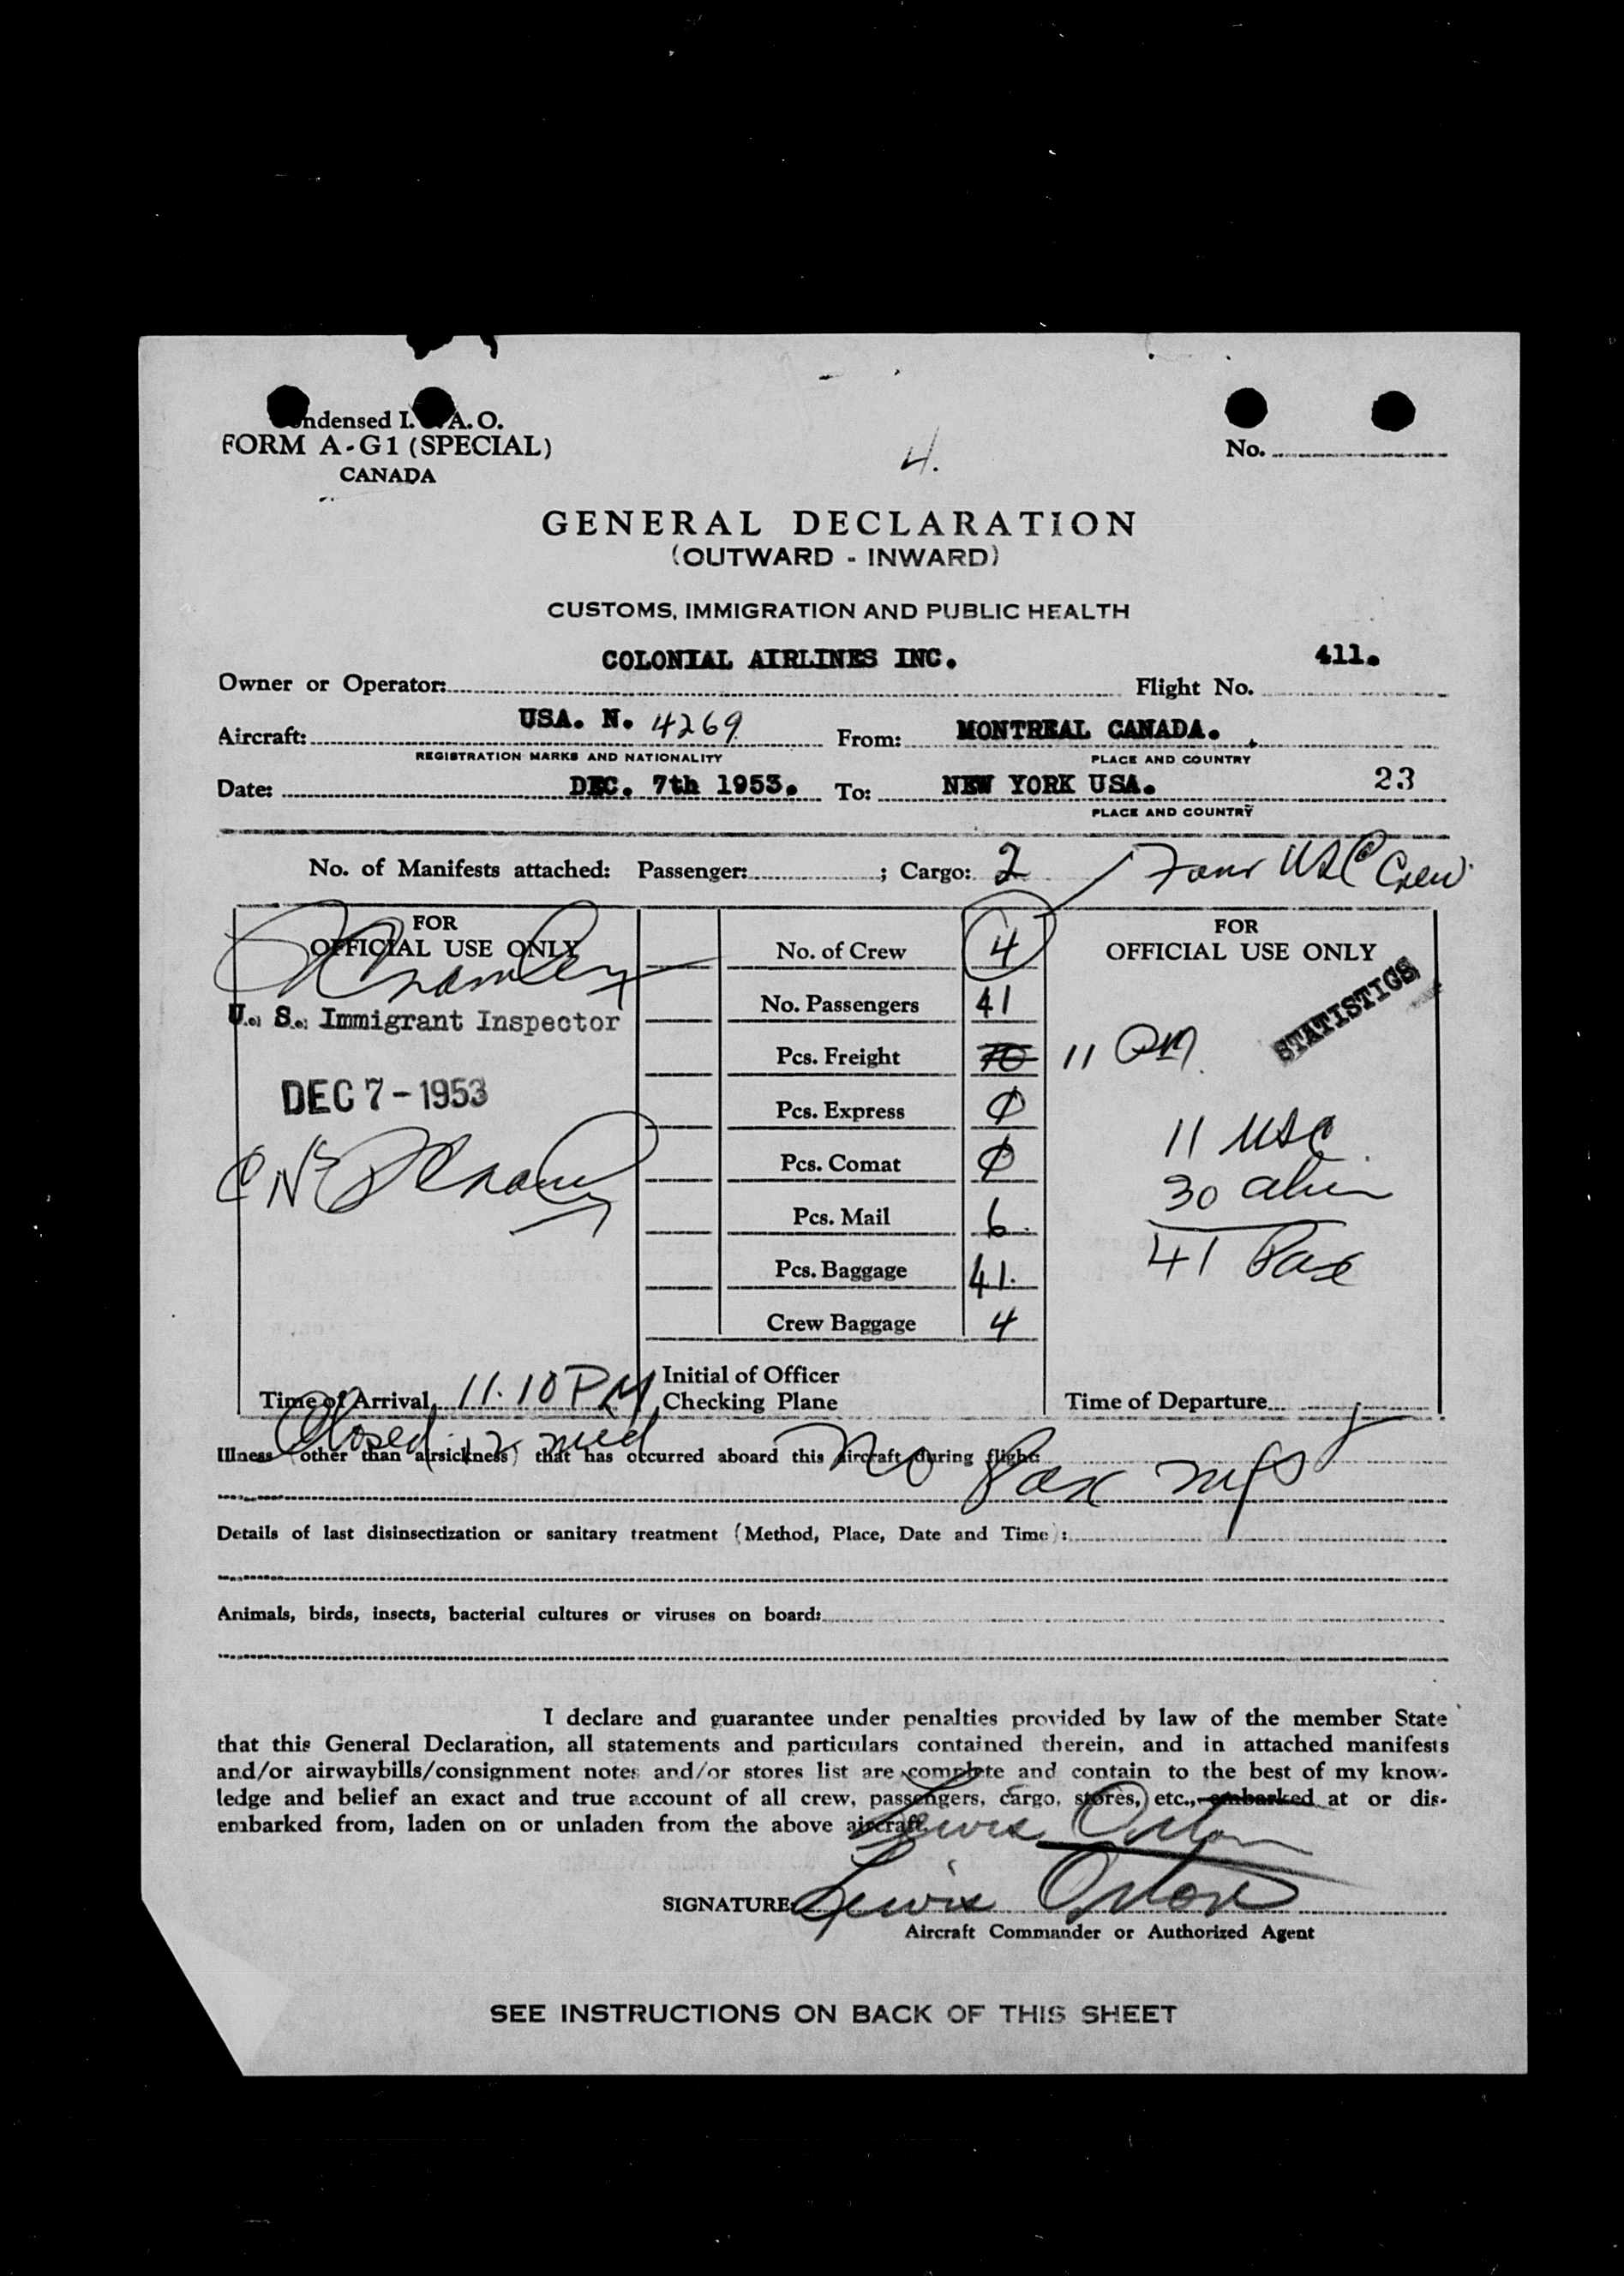 ndensed I. A. O.
FORM A-G1 (SPECIAL)
CANADA
4.
No.
GENERAL DECLARATION
(OUTWARD - INWARD)
CUSTOMS, IMMIGRATION AND PUBLIC HEALTH
Owner or Operator: COLONIAL AIRLINES INC. Flight No. 411.
Aircraft: USA. N. 4269 From: MONTREAL CANADA.
REGISTRATION MARKS AND NATIONALITY PLACE AND COUNTRY
Date: DEC. 7th 1953. To: NEW YORK USA. 23
PLACE AND COUNTRY
No. of Manifests attached: Passenger: ; Cargo: 2 Four USC Crew
FOR
OFFICIAL USE ONLY
U. S. Immigrant Inspector
DEC 7 - 1953
Time of Arrival 11.10 PM
Closed 12 mid
No. of Crew 4
No. Passengers 41
Pcs. Freight 70
Pcs. Express Ø
Pcs. Comat Ø
Pcs. Mail 6
Pcs. Baggage 41.
Crew Baggage 4
Initial of Officer
Checking Plane
FOR
OFFICIAL USE ONLY
STATISTICS
11 PM.
11 USC
30 alien
41 Pax
Time of Departure
Illness (other than airsickness) that has occurred aboard this aircraft during flight:
No Pax mfs
Details of last disinsectization or sanitary treatment (Method, Place, Date and Time):
Animals, birds, insects, bacterial cultures or viruses on board:
I declare and guarantee under penalties provided by law of the member State
that this General Declaration, all statements and particulars contained therein, and in attached manifests
and/or airwaybills/consignment notes and/or stores list are complete and contain to the best of my know-
ledge and belief an exact and true account of all crew, passengers, cargo, stores, etc., embarked at or dis-
embarked from, laden on or unladen from the above aircraft.
Lewis Orlon
SIGNATURE: Lewis Orlon
Aircraft Commander or Authorized Agent
SEE INSTRUCTIONS ON BACK OF THIS SHEET